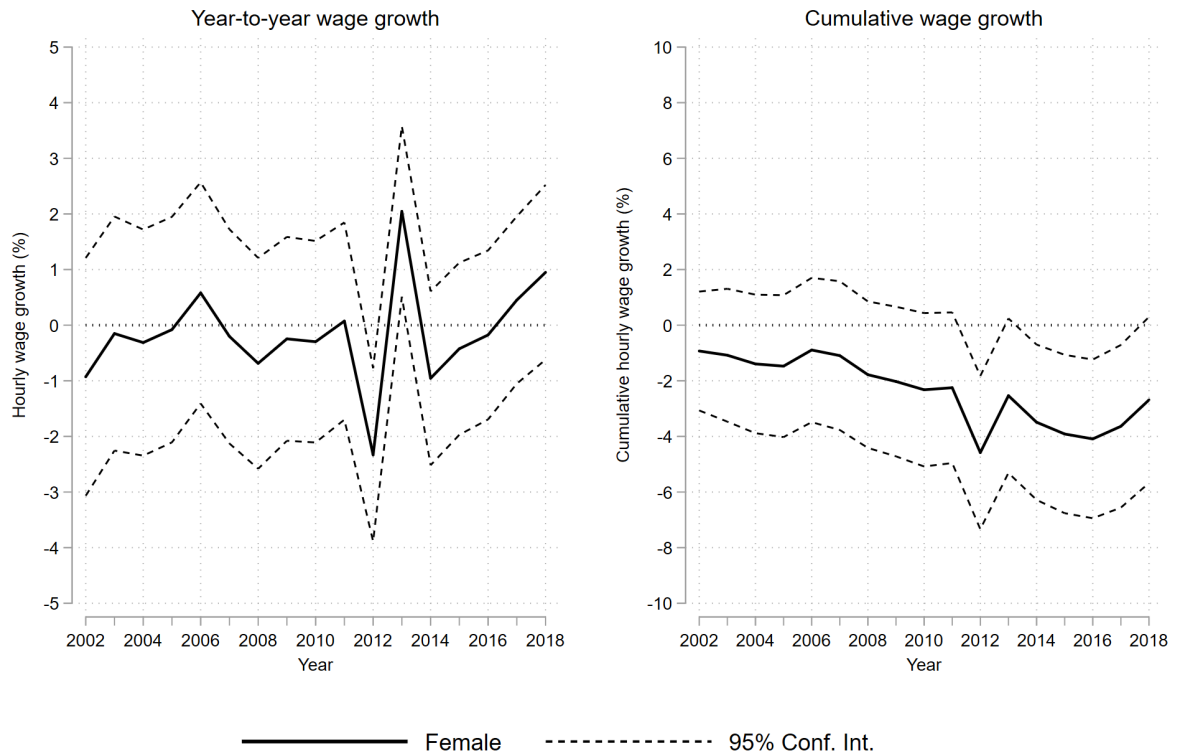 Year-to-year wage growth
Hourly wage growth (%)
5
4
3
2
1
0
-1
-2
-3
-4
-5
2002 2004 2006 2008 2010 2012 2014 2016 2018
Year
Cumulative wage growth
Cumulative hourly wage growth (%)
10
8
6
4
2
0
-2
-4
-6
-8
-10
2002 2004 2006 2008 2010 2012 2014 2016 2018
Year
Female 95% Conf. Int.